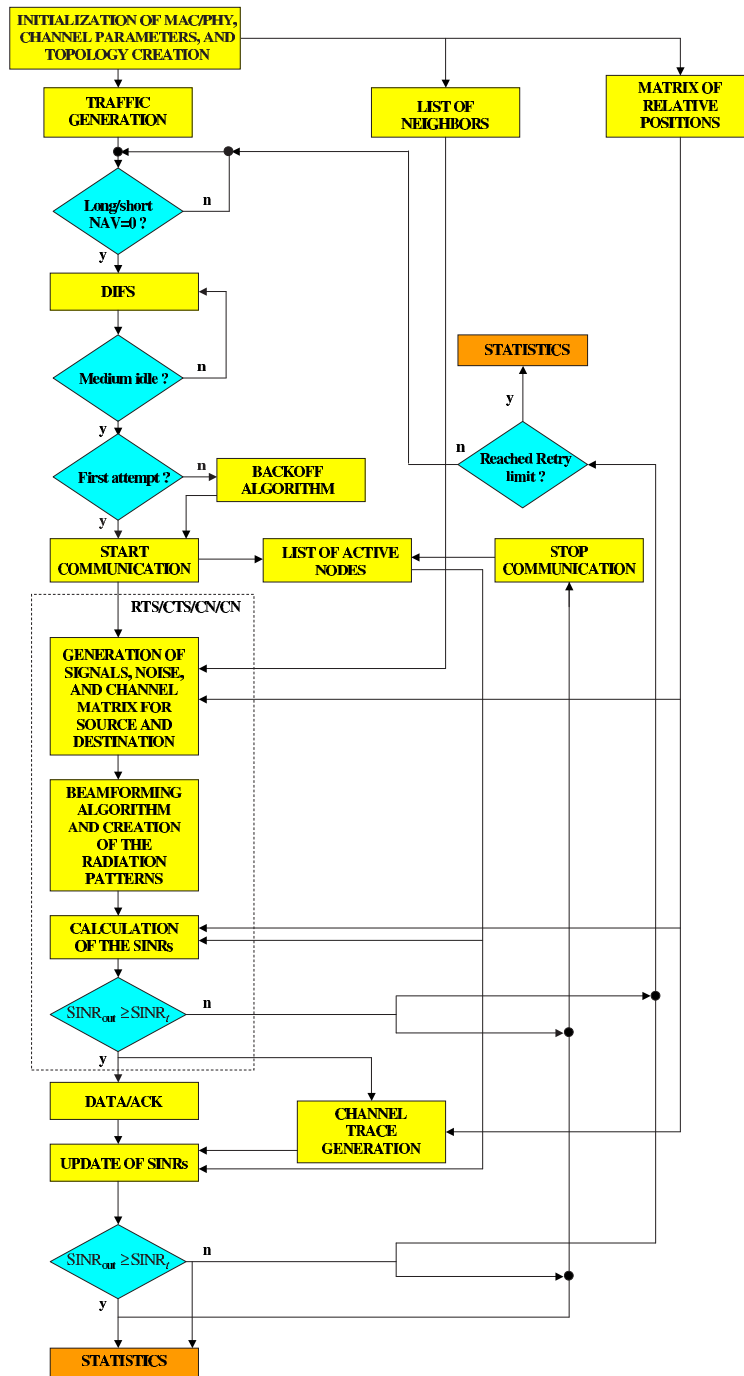 INITIALIZATION OF MAC/PHY,
CHANNEL PARAMETERS, AND
TOPOLOGY CREATION
TRAFFIC
GENERATION
LIST OF
NEIGHBORS
MATRIX OF
RELATIVE
POSITIONS
Long/short
NAV=0 ?
n
y
DIFS
Medium idle ?
n
y
STATISTICS
y
Reached Retry
limit ?
n
First attempt ?
n
y
BACKOFF
ALGORITHM
START
COMMUNICATION
LIST OF ACTIVE
NODES
STOP
COMMUNICATION
RTS/CTS/CN/CN
GENERATION OF
SIGNALS, NOISE,
AND CHANNEL
MATRIX FOR
SOURCE AND
DESTINATION
BEAMFORMING
ALGORITHM
AND CREATION
OF THE
RADIATION
PATTERNS
CALCULATION
OF THE SINRs
SINRout ≥SINRt
n
y
DATA/ACK
CHANNEL
TRACE
GENERATION
UPDATE OF SINRs
SINRout ≥SINRt
n
y
STATISTICS